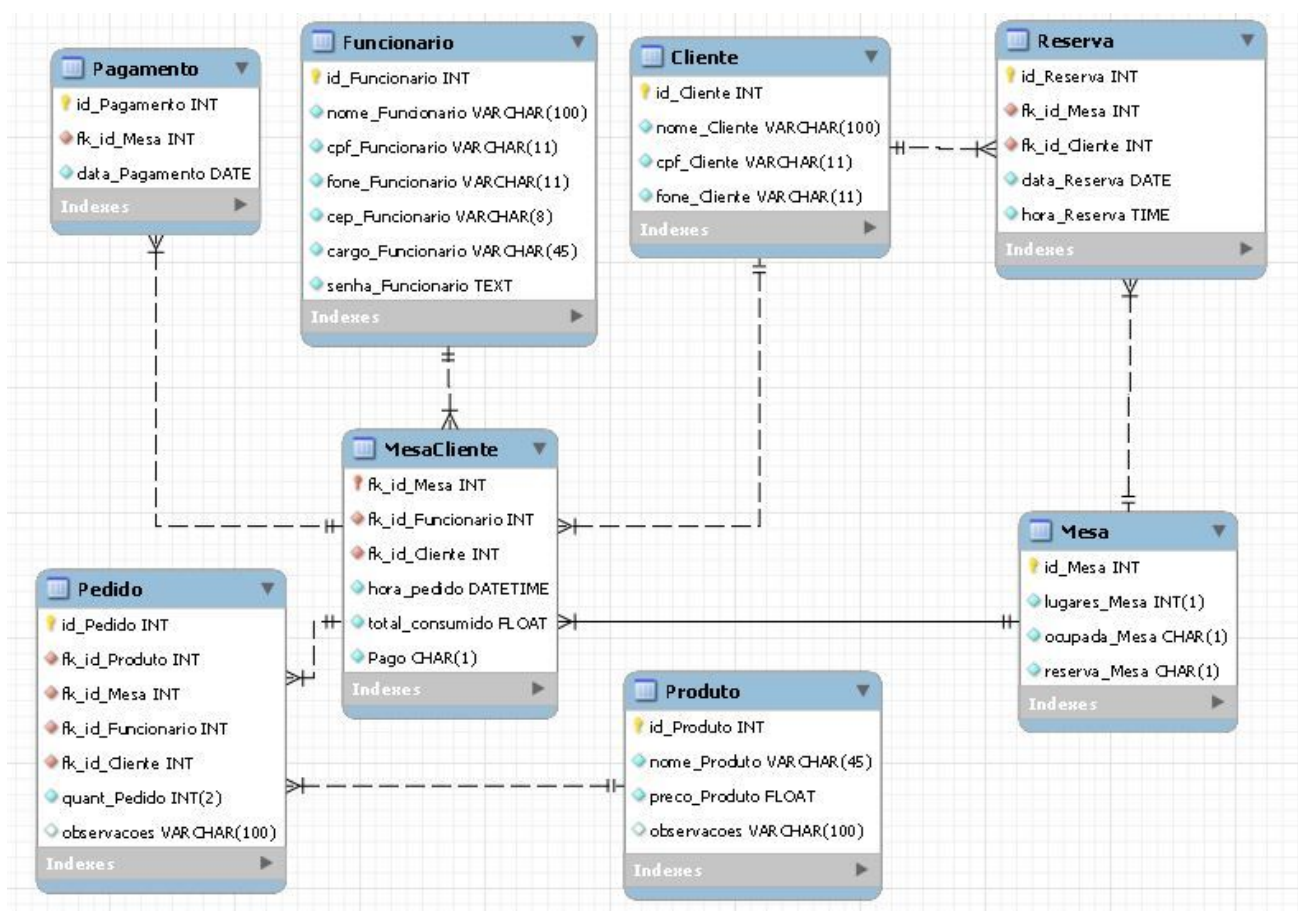 Pagamento
id_Pagamento INT
fk_id_Mesa INT
data_Pagamento DATE
Indexes
Funcionario
id_Funcionario INT
nome_Funcionario VARCHAR(100)
cpf_Funcionario VARCHAR(11)
fone_Funcionario VARCHAR(11)
cep_Funcionario VARCHAR(8)
cargo_Funcionario VARCHAR(45)
senha_Funcionario TEXT
Indexes
Cliente
id_Cliente INT
nome_Cliente VARCHAR(100)
cpf_Cliente VARCHAR(11)
fone_Cliente VARCHAR(11)
Indexes
Reserva
id_Reserva INT
fk_id_Mesa INT
fk_id_Cliente INT
data_Reserva DATE
hora_Reserva TIME
Indexes
MesaCliente
fk_id_Mesa INT
fk_id_Funcionario INT
fk_id_Cliente INT
hora_pedido DATETIME
total_consumido FLOAT
Pago CHAR(1)
Indexes
Mesa
id_Mesa INT
lugares_Mesa INT(1)
ocupada_Mesa CHAR(1)
reserva_Mesa CHAR(1)
Indexes
Pedido
id_Pedido INT
fk_id_Produto INT
fk_id_Mesa INT
fk_id_Funcionario INT
fk_id_Cliente INT
quant_Pedido INT(2)
observacoes VARCHAR(100)
Indexes
Produto
id_Produto INT
nome_Produto VARCHAR(45)
preco_Produto FLOAT
observacoes VARCHAR(100)
Indexes